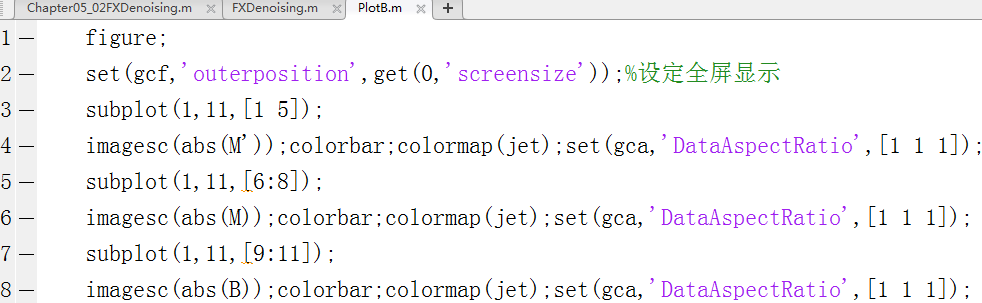 Chapter05_02FXDenoising.m × FXDenoising.m × PlotB.m × +
1 — figure;
2 — set(gcf,'outerposition',get(0,'screensize'));%设定全屏显示
3 — subplot(1,11,[1 5]);
4 — imagesc(abs(M'));colorbar;colormap(jet);set(gca,'DataAspectRatio',[1 1 1]);
5 — subplot(1,11,[6:8]);
6 — imagesc(abs(M));colorbar;colormap(jet);set(gca,'DataAspectRatio',[1 1 1]);
7 — subplot(1,11,[9:11]);
8 — imagesc(abs(B));colorbar;colormap(jet);set(gca,'DataAspectRatio',[1 1 1]);